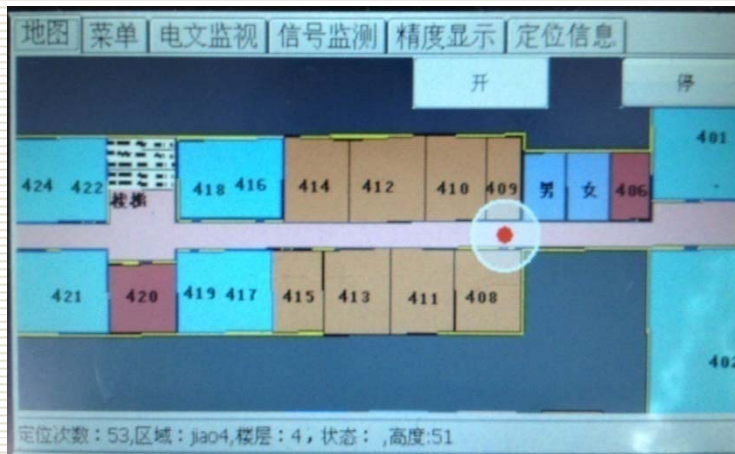 地图 菜单 电文监视 信号监测 精度显示 定位信息
开 停
401
424 422 418 416 414 412 410 409 男 女 406
楼梯
421 420 419 417 415 413 411 408
402
定位次数：53,区域：jiao4,楼层：4，状态： ,高度:51